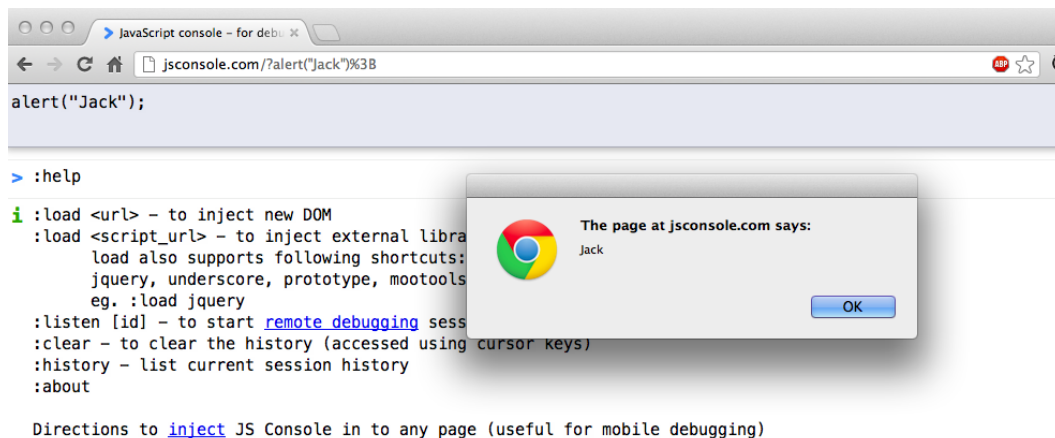 JavaScript console – for debu
jsconsole.com/?alert("Jack")%3B
ABP
alert("Jack");
> :help
i :load <url> – to inject new DOM
:load <script_url> – to inject external libra
load also supports following shortcuts:
jquery, underscore, prototype, mootools
eg. :load jquery
:listen [id] – to start remote debugging sess
:clear – to clear the history (accessed using cursor keys)
:history – list current session history
:about
Directions to inject JS Console in to any page (useful for mobile debugging)
The page at jsconsole.com says:
Jack
OK